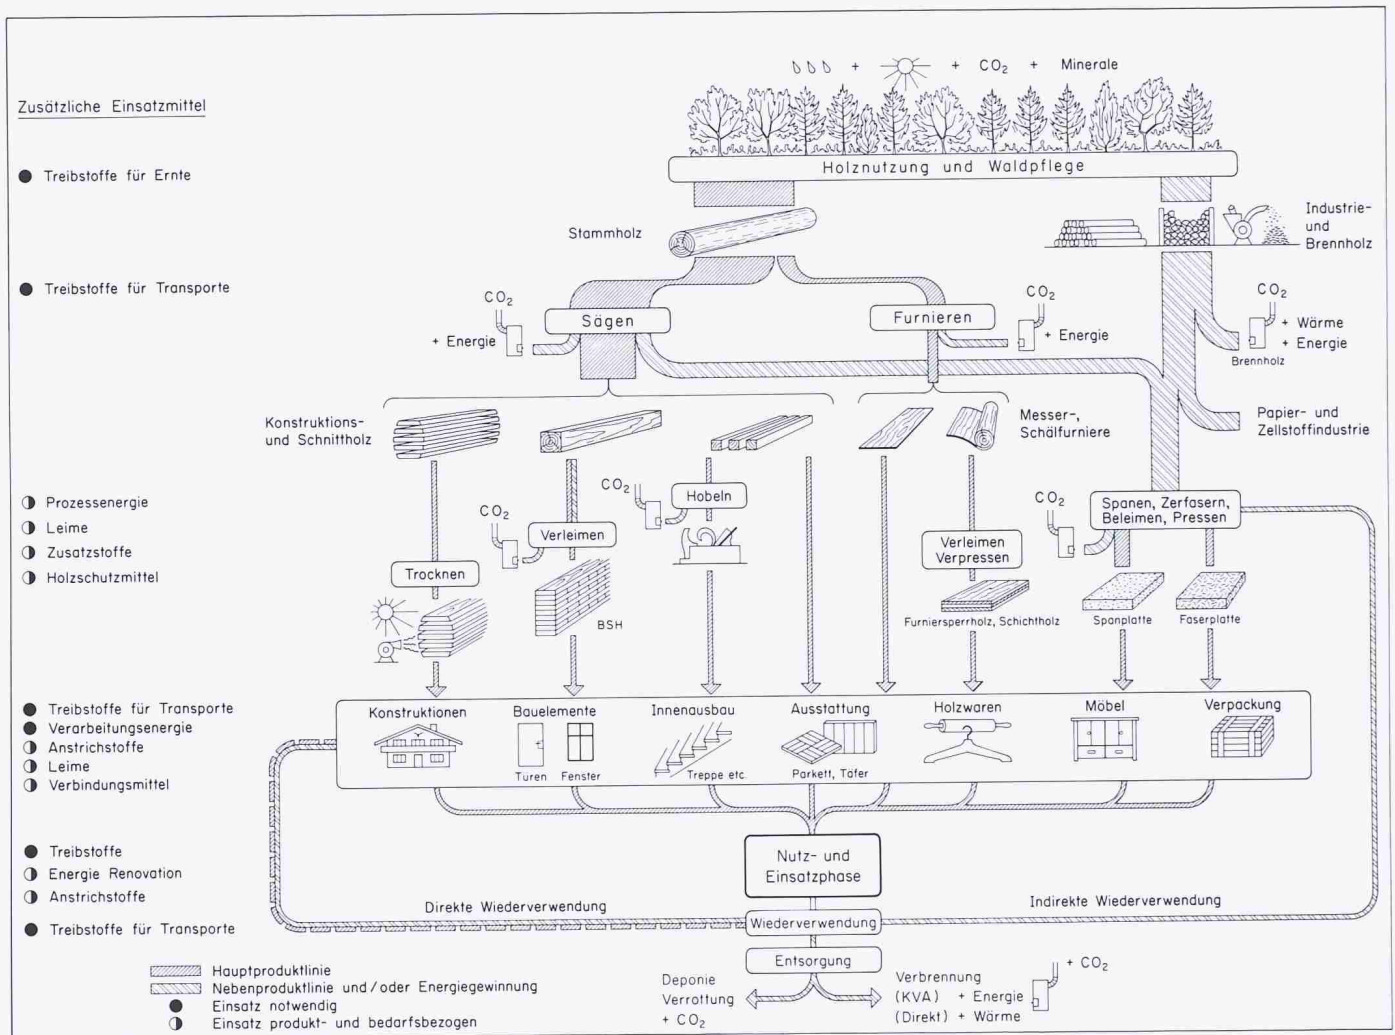 + + CO₂ + Minerale
Zusätzliche Einsatzmittel
Holznutzung und Waldpflege
Treibstoffe für Ernte
Stammholz
Industrie-
und
Brennholz
Treibstoffe für Transporte
CO₂
Sägen
+ Energie
Furnieren
CO₂
+ Energie
CO₂
+ Wärme
+ Energie
Brennholz
Konstruktions-
und Schnittholz
Messer-,
Schälfurniere
Papier- und
Zellstoffindustrie
Prozessenergie
Leime
Zusatzstoffe
Holzschutzmittel
CO₂
Hobeln
CO₂
Verleimen
Trocknen
BSH
Verleimen
Verpressen
Furniersperrholz, Schichtholz
CO₂
Spanen, Zerfasern,
Beleimen, Pressen
Spanplatte
Faserplatte
Treibstoffe für Transporte
Verarbeitungsenergie
Anstrichstoffe
Leime
Verbindungsmittel
Konstruktionen
Bauelemente
Innenausbau
Ausstattung
Holzwaren
Möbel
Verpackung
Türen
Fenster
Treppe etc.
Parkett, Täfer
Treibstoffe
Energie Renovation
Anstrichstoffe
Treibstoffe für Transporte
Nutz- und
Einsatzphase
Direkte Wiederverwendung
Wiederverwendung
Indirekte Wiederverwendung
Entsorgung
Deponie
Verrottung
+ CO₂
Verbrennung
(KVA) + Energie
(Direkt) + Wärme
+ CO₂
Hauptproduktlinie
Nebenproduktlinie und/oder Energiegewinnung
Einsatz notwendig
Einsatz produkt- und bedarfsbezogen